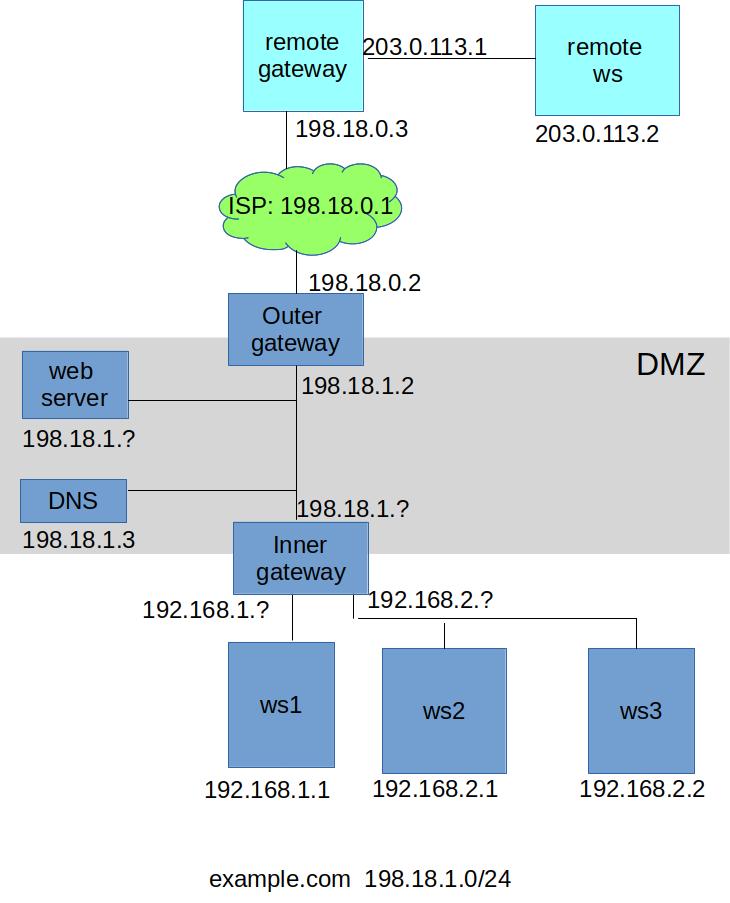 remote
gateway
203.0.113.1
remote
ws
198.18.0.3
203.0.113.2
ISP: 198.18.0.1
198.18.0.2
Outer
gateway
DMZ
web
server
198.18.1.2
198.18.1.?
DNS
198.18.1.?
198.18.1.3
Inner
gateway
192.168.1.?
192.168.2.?
ws1
ws2
ws3
192.168.1.1
192.168.2.1
192.168.2.2
example.com 198.18.1.0/24